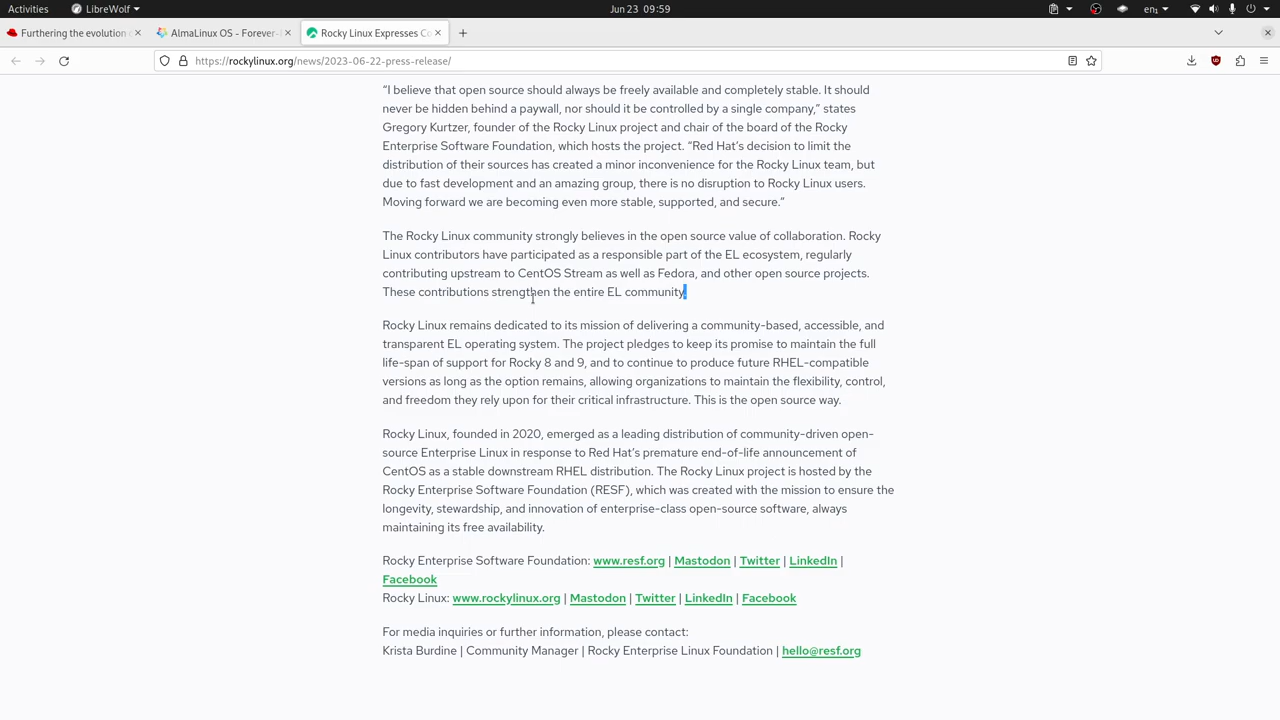 Activities LibreWolf Jun 23 09:59 en₁
Furthering the evolution o AlmaLinux OS - Forever- Rocky Linux Expresses Co
https://rockylinux.org/news/2023-06-22-press-release/
“I believe that open source should always be freely available and completely stable. It should
never be hidden behind a paywall, nor should it be controlled by a single company,” states
Gregory Kurtzer, founder of the Rocky Linux project and chair of the board of the Rocky
Enterprise Software Foundation, which hosts the project. “Red Hat’s decision to limit the
distribution of their sources has created a minor inconvenience for the Rocky Linux team, but
due to fast development and an amazing group, there is no disruption to Rocky Linux users.
Moving forward we are becoming even more stable, supported, and secure.”
The Rocky Linux community strongly believes in the open source value of collaboration. Rocky
Linux contributors have participated as a responsible part of the EL ecosystem, regularly
contributing upstream to CentOS Stream as well as Fedora, and other open source projects.
These contributions strengthen the entire EL community.
Rocky Linux remains dedicated to its mission of delivering a community-based, accessible, and
transparent EL operating system. The project pledges to keep its promise to maintain the full
life-span of support for Rocky 8 and 9, and to continue to produce future RHEL-compatible
versions as long as the option remains, allowing organizations to maintain the flexibility, control,
and freedom they rely upon for their critical infrastructure. This is the open source way.
Rocky Linux, founded in 2020, emerged as a leading distribution of community-driven open-
source Enterprise Linux in response to Red Hat’s premature end-of-life announcement of
CentOS as a stable downstream RHEL distribution. The Rocky Linux project is hosted by the
Rocky Enterprise Software Foundation (RESF), which was created with the mission to ensure the
longevity, stewardship, and innovation of enterprise-class open-source software, always
maintaining its free availability.
Rocky Enterprise Software Foundation: www.resf.org | Mastodon | Twitter | LinkedIn |
Facebook
Rocky Linux: www.rockylinux.org | Mastodon | Twitter | LinkedIn | Facebook
For media inquiries or further information, please contact:
Krista Burdine | Community Manager | Rocky Enterprise Linux Foundation | hello@resf.org